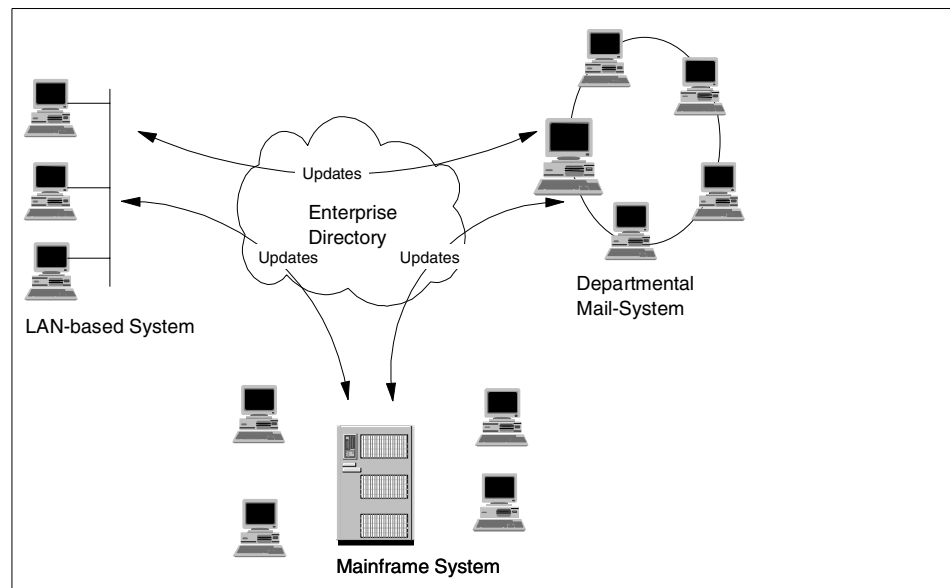 Updates
Enterprise
Directory
Updates
Updates
LAN-based System
Departmental
Mail-System
Mainframe System